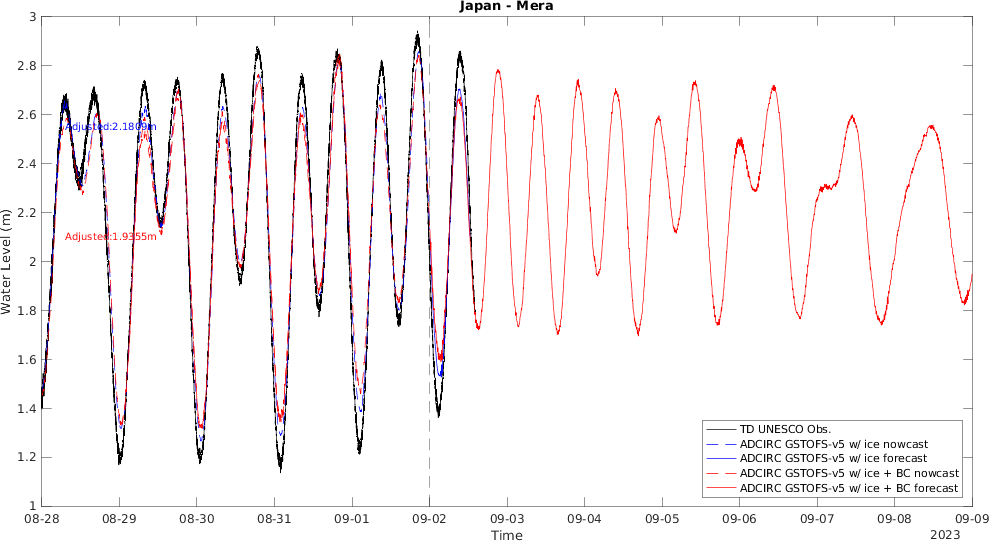 Japan - Mera
3
2.8
2.6
2.4
2.2
2
1.8
1.6
1.4
1.2
1
Water Level (m)
Adjusted:2.1809m
Adjusted:1.9355m
TD UNESCO Obs.
ADCIRC GSTOFS-v5 w/ ice nowcast
ADCIRC GSTOFS-v5 w/ ice forecast
ADCIRC GSTOFS-v5 w/ ice + BC nowcast
ADCIRC GSTOFS-v5 w/ ice + BC forecast
08-28 08-29 08-30 08-31 09-01 09-02 09-03 09-04 09-05 09-06 09-07 09-08 09-09
Time
2023